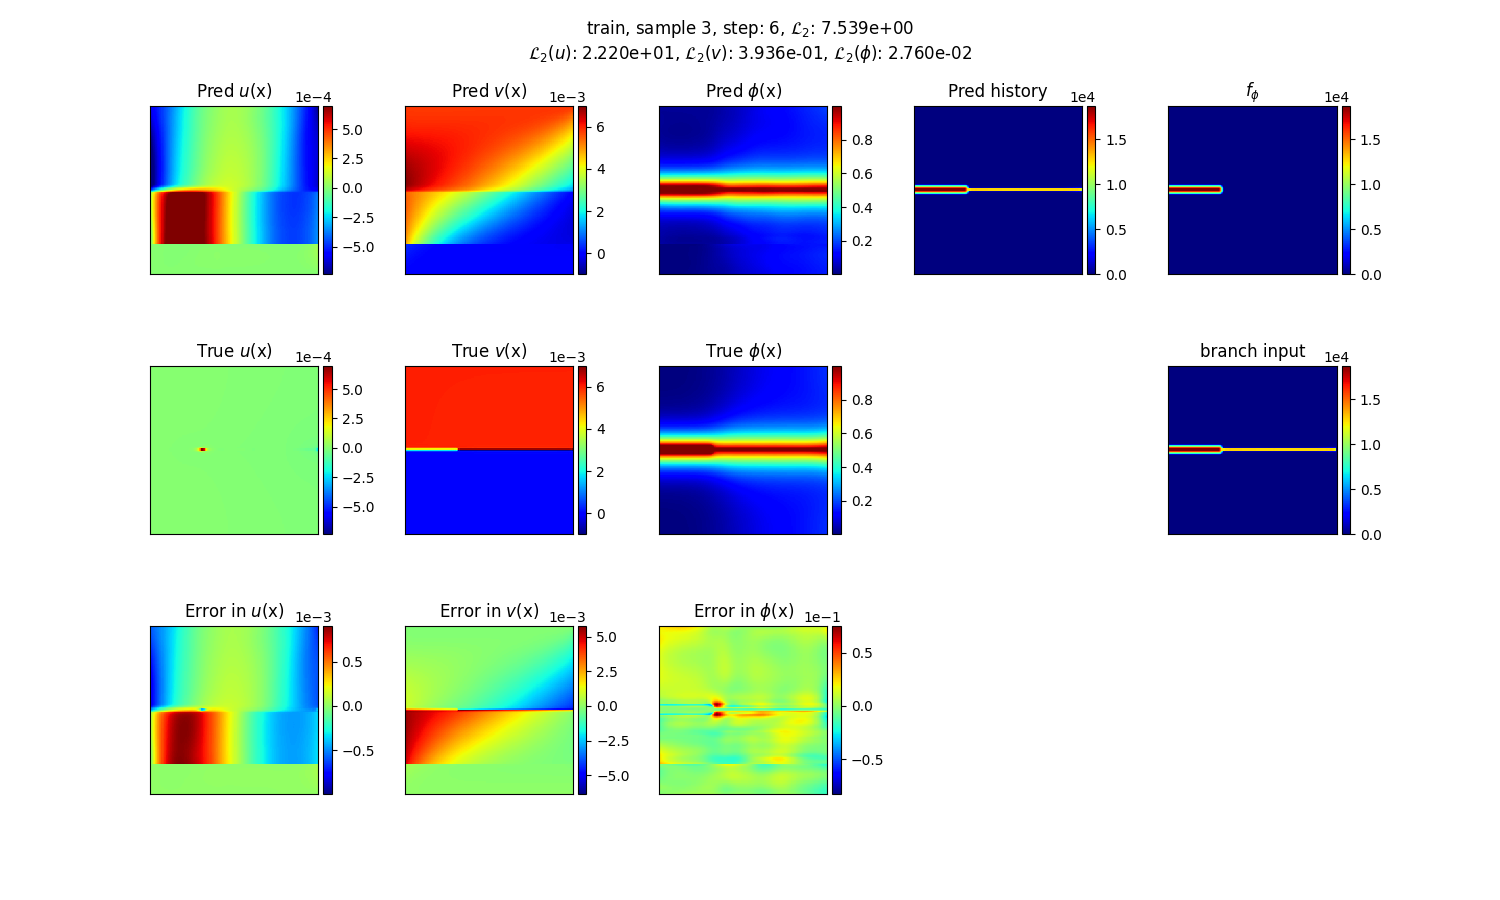 train, sample 3, step: 6, ℒ₂: 7.539e+00
ℒ₂(u): 2.220e+01, ℒ₂(v): 3.936e-01, ℒ₂(ϕ): 2.760e-02
Pred u(x)
1e−4
5.0
2.5
0.0
−2.5
−5.0
Pred v(x)
1e−3
6
4
2
0
Pred ϕ(x)
0.8
0.6
0.4
0.2
Pred history
1e4
1.5
1.0
0.5
0.0
f_ϕ
1e4
1.5
1.0
0.5
0.0
True u(x)
1e−4
5.0
2.5
0.0
−2.5
−5.0
True v(x)
1e−3
6
4
2
0
True ϕ(x)
0.8
0.6
0.4
0.2
branch input
1e4
1.5
1.0
0.5
0.0
Error in u(x)
1e−3
0.5
0.0
−0.5
Error in v(x)
1e−3
5.0
2.5
0.0
−2.5
−5.0
Error in ϕ(x)
1e−1
0.5
0.0
−0.5